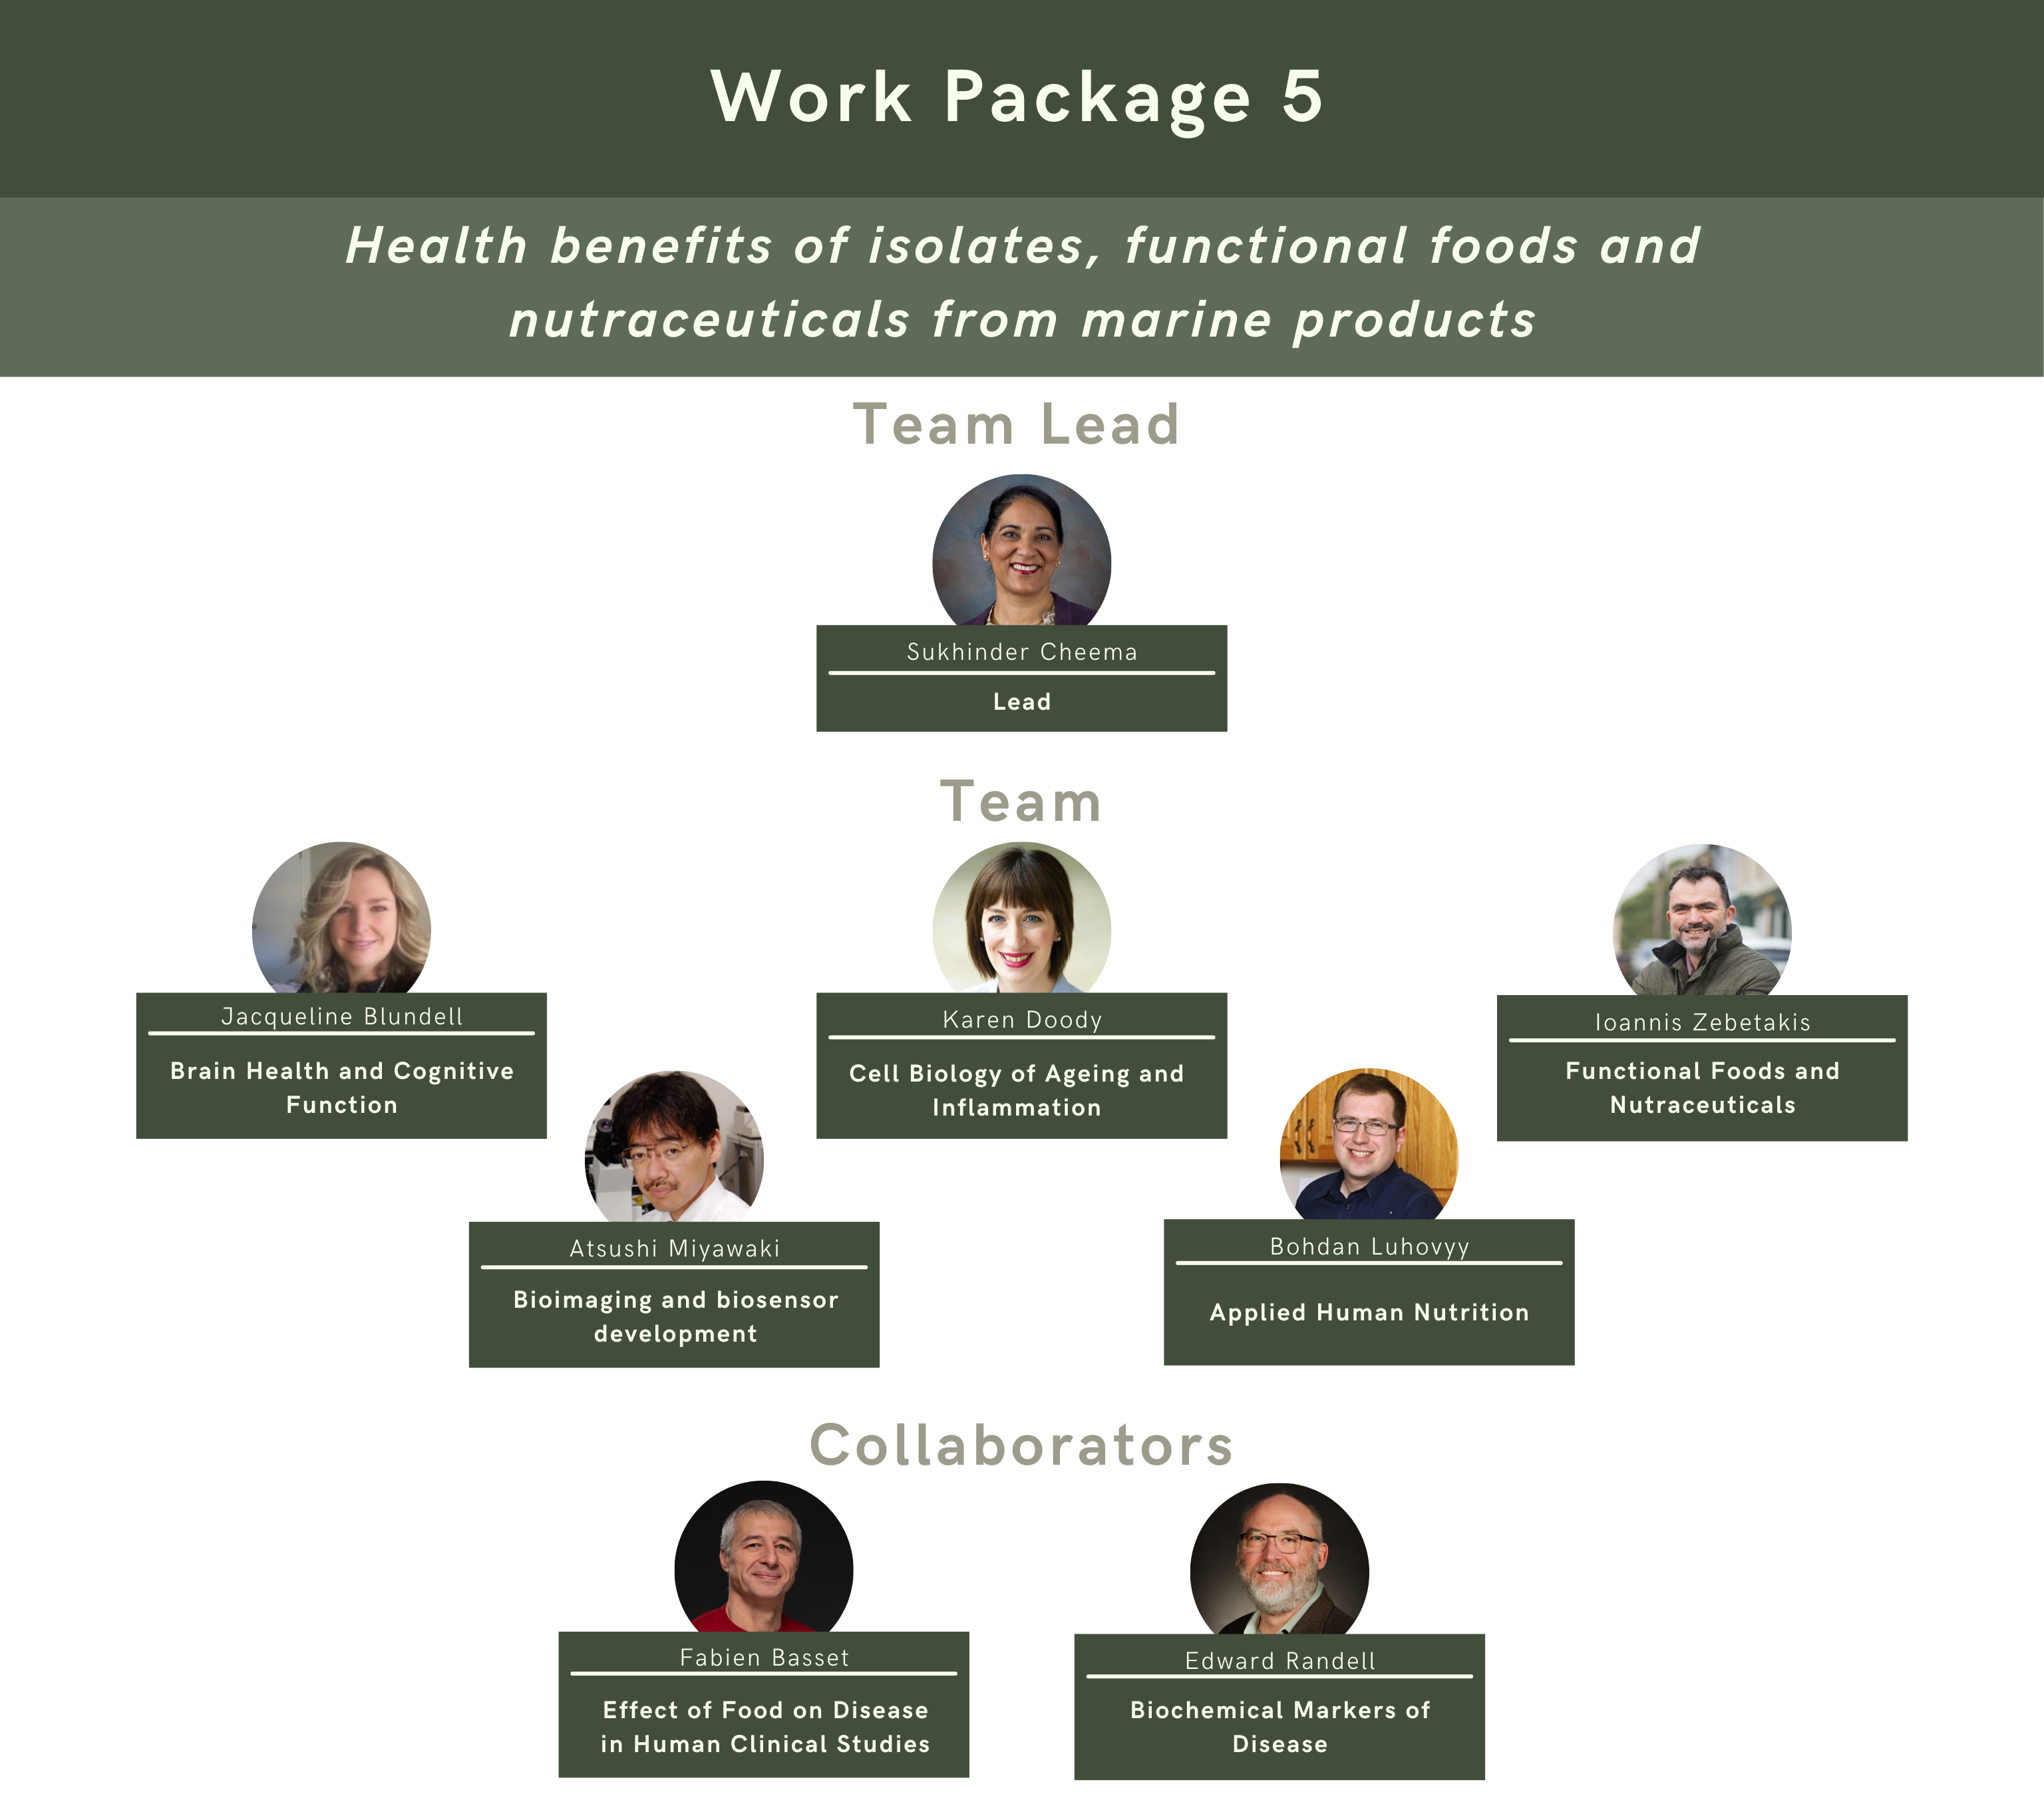 Work Package 5
Health benefits of isolates, functional foods and
nutraceuticals from marine products
Team Lead
Sukhinder Cheema
Lead
Team
Jacqueline Blundell
Brain Health and Cognitive
Function
Karen Doody
Cell Biology of Ageing and
Inflammation
Ioannis Zebetakis
Functional Foods and
Nutraceuticals
Atsushi Miyawaki
Bioimaging and biosensor
development
Bohdan Luhovyy
Applied Human Nutrition
Collaborators
Fabien Basset
Effect of Food on Disease
in Human Clinical Studies
Edward Randell
Biochemical Markers of
Disease